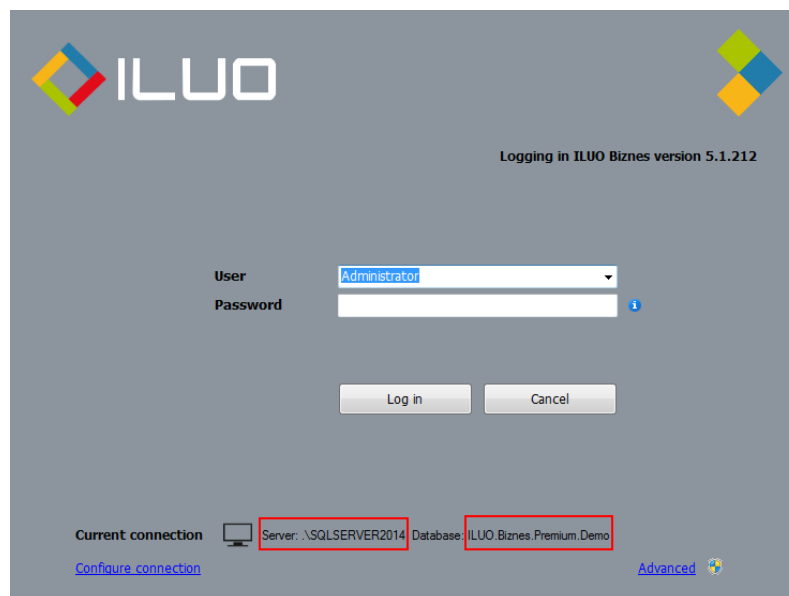 ILUO
Logging in ILUO Biznes version 5.1.212
User Administrator
Password
Log in Cancel
Current connection Server: .\SQLSERVER2014 Database: ILUO.Biznes.Premium.Demo
Configure connection Advanced